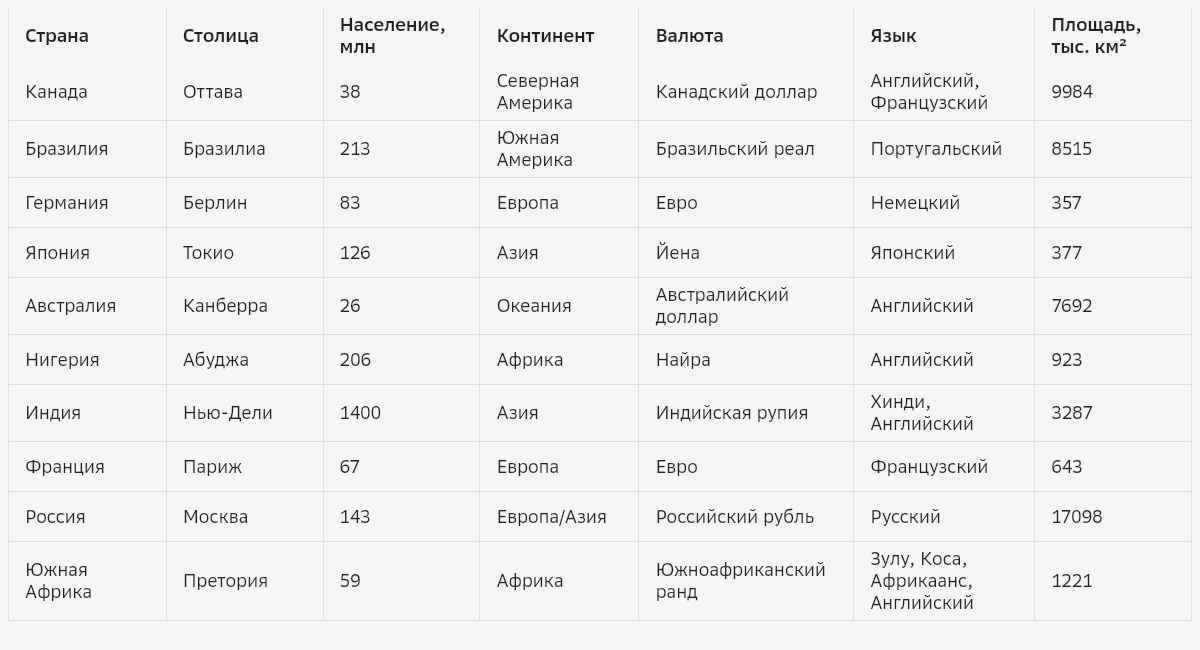 Страна Столица Население, млн Континент Валюта Язык Площадь, тыс. км²
Канада Оттава 38 Северная Америка Канадский доллар Английский, Французский 9984
Бразилия Бразилиа 213 Южная Америка Бразильский реал Португальский 8515
Германия Берлин 83 Европа Евро Немецкий 357
Япония Токио 126 Азия Йена Японский 377
Австралия Канберра 26 Океания Австралийский доллар Английский 7692
Нигерия Абуджа 206 Африка Найра Английский 923
Индия Нью-Дели 1400 Азия Индийская рупия Хинди, Английский 3287
Франция Париж 67 Европа Евро Французский 643
Россия Москва 143 Европа/Азия Российский рубль Русский 17098
Южная Африка Претория 59 Африка Южноафриканский ранд Зулу, Коса, Африкаанс, Английский 1221